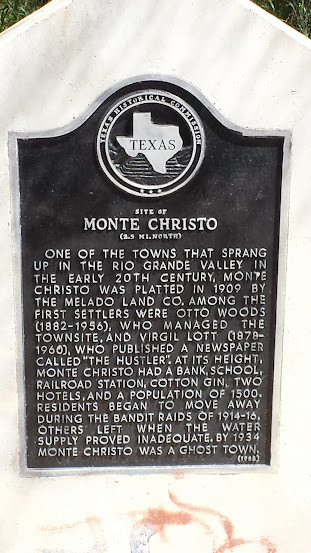 TEXAS HISTORICAL COMMISSION
TEXAS
SITE OF
MONTE CHRISTO
(2.5 MI. NORTH)
ONE OF THE TOWNS THAT SPRANG
UP IN THE RIO GRANDE VALLEY IN
THE EARLY 20TH CENTURY, MONTE
CHRISTO WAS PLATTED IN 1909 BY
THE MELADO LAND CO. AMONG THE
FIRST SETTLERS WERE OTTO WOODS
(1882-1956), WHO MANAGED THE
TOWNSITE, AND VIRGIL LOTT (1878-
1966), WHO PUBLISHED A NEWSPAPER
CALLED "THE HUSTLER". AT ITS HEIGHT,
MONTE CHRISTO HAD A BANK, SCHOOL,
RAILROAD STATION, COTTON GIN, TWO
HOTELS, AND A POPULATION OF 1500.
RESIDENTS BEGAN TO MOVE AWAY
DURING THE BANDIT RAIDS OF 1914-16.
OTHERS LEFT WHEN THE WATER
SUPPLY PROVED INADEQUATE. BY 1934
MONTE CHRISTO WAS A GHOST TOWN.